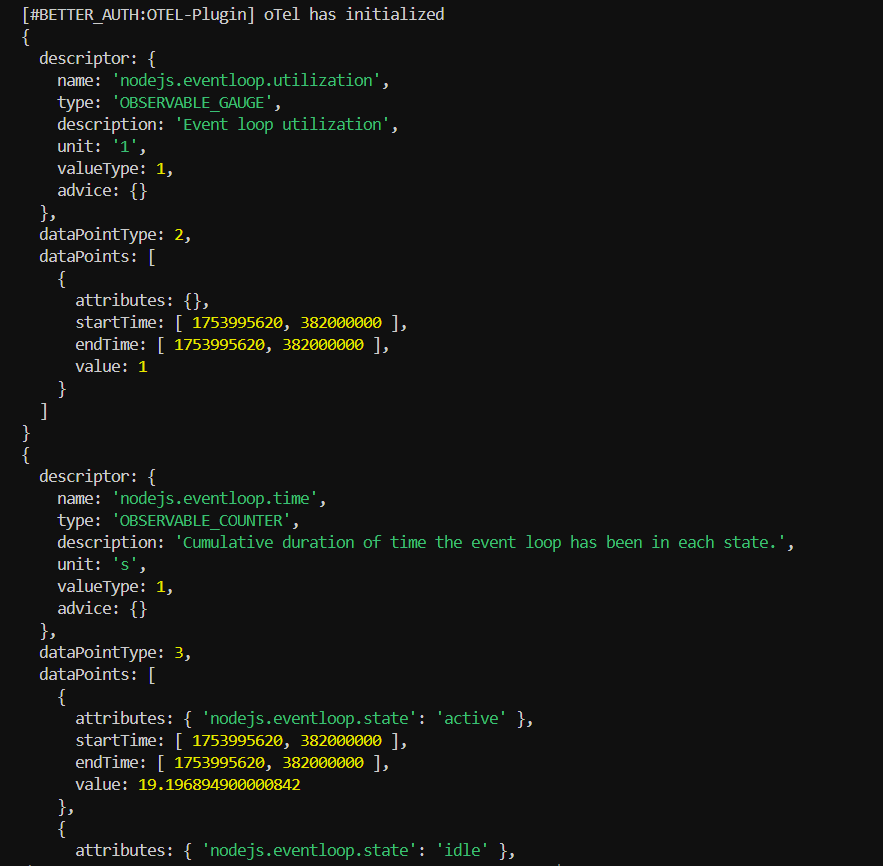 [#BETTER_AUTH:OTEL-Plugin] oTel has initialized
{
  descriptor: {
    name: 'nodejs.eventloop.utilization',
    type: 'OBSERVABLE_GAUGE',
    description: 'Event loop utilization',
    unit: '1',
    valueType: 1,
    advice: {}
  },
  dataPointType: 2,
  dataPoints: [
    {
      attributes: {},
      startTime: [ 1753995620, 382000000 ],
      endTime: [ 1753995620, 382000000 ],
      value: 1
    }
  ]
}
{
  descriptor: {
    name: 'nodejs.eventloop.time',
    type: 'OBSERVABLE_COUNTER',
    description: 'Cumulative duration of time the event loop has been in each state.',
    unit: 's',
    valueType: 1,
    advice: {}
  },
  dataPointType: 3,
  dataPoints: [
    {
      attributes: { 'nodejs.eventloop.state': 'active' },
      startTime: [ 1753995620, 382000000 ],
      endTime: [ 1753995620, 382000000 ],
      value: 19.196894900000842
    },
    {
      attributes: { 'nodejs.eventloop.state': 'idle' },